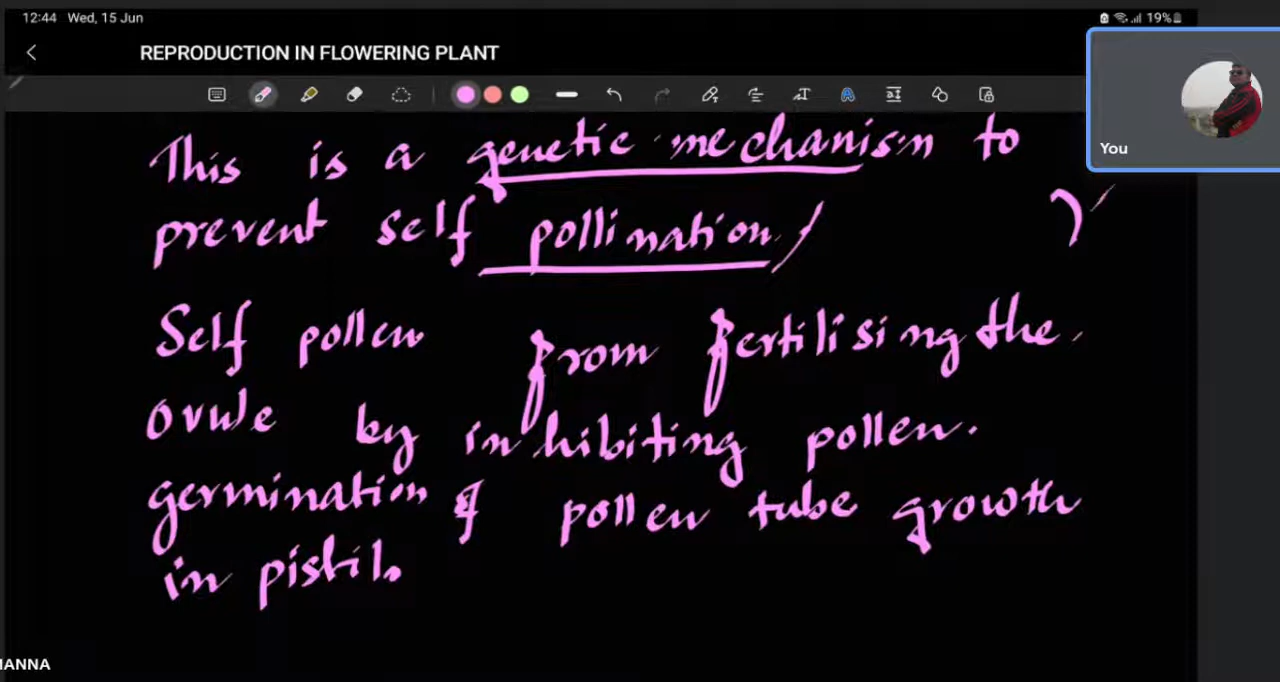 12:44 Wed, 15 Jun
19%
REPRODUCTION IN FLOWERING PLANT
You
This is a genetic mechanism to
prevent self pollination /
Self pollen from fertilising the
ovule by inhibiting pollen.
germination & pollen tube growth
in pistil.
MANNA